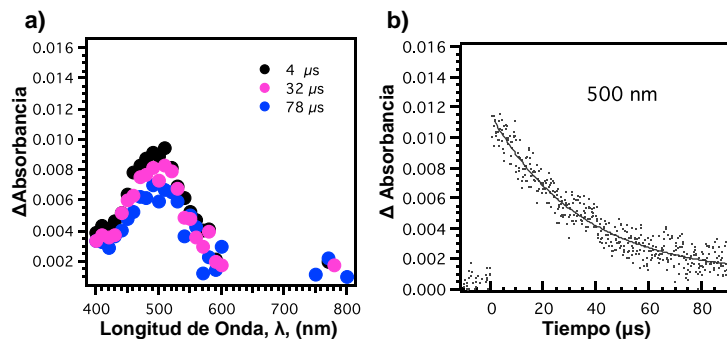 a)
0.016
0.014
0.012
0.010
0.008
0.006
0.004
0.002
ΔAbsorbancia
4 µs
32 µs
78 µs
400
500
600
700
800
Longitud de Onda, λ, (nm)
b)
0.016
0.014
0.012
0.010
0.008
0.006
0.004
0.002
0.000
Δ Absorbancia
500 nm
0
20
40
60
80
Tiempo (µs)